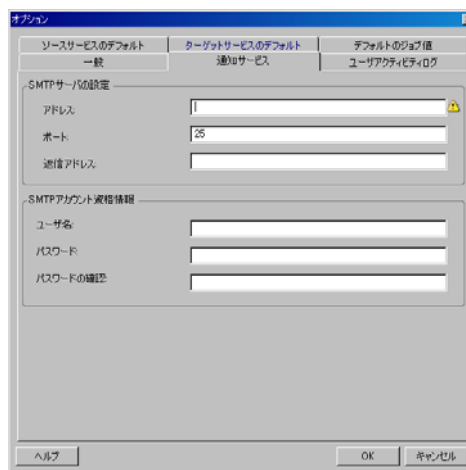 オプション
ソースサービスのデフォルト ターゲットサービスのデフォルト デフォルトのジョブ値
一般 通知サービス ユーザアクティビティログ
SMTPサーバの設定
アドレス:
ポート: 25
返信アドレス:
SMTPアカウント資格情報
ユーザ名:
パスワード:
パスワードの確認:
ヘルプ OK キャンセル